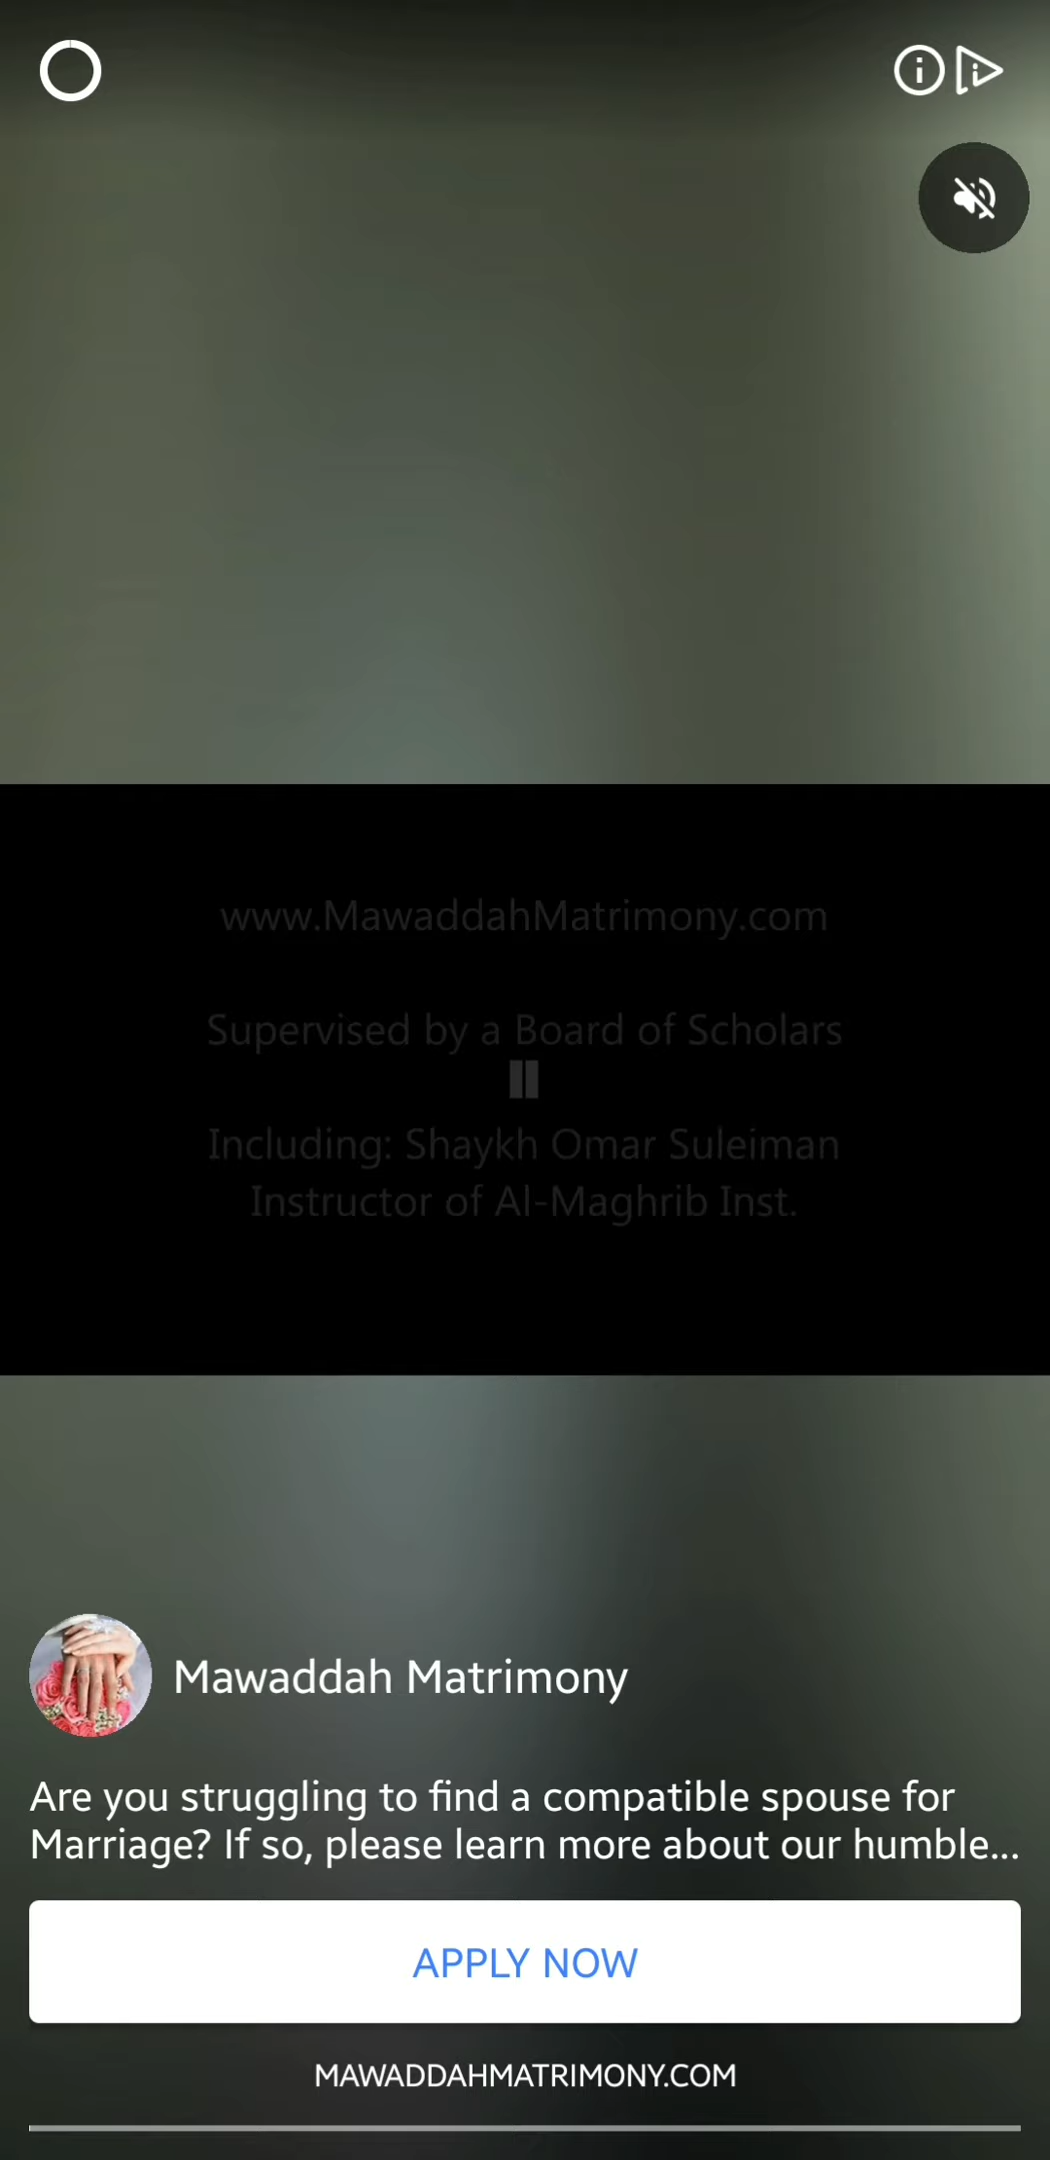 www.MawaddahMatrimony.com
Supervised by a Board of Scholars
Including: Shaykh Omar Suleiman
Instructor of Al-Maghrib Inst.
Mawaddah Matrimony
Are you struggling to find a compatible spouse for
Marriage? If so, please learn more about our humble...
APPLY NOW
MAWADDAHMATRIMONY.COM